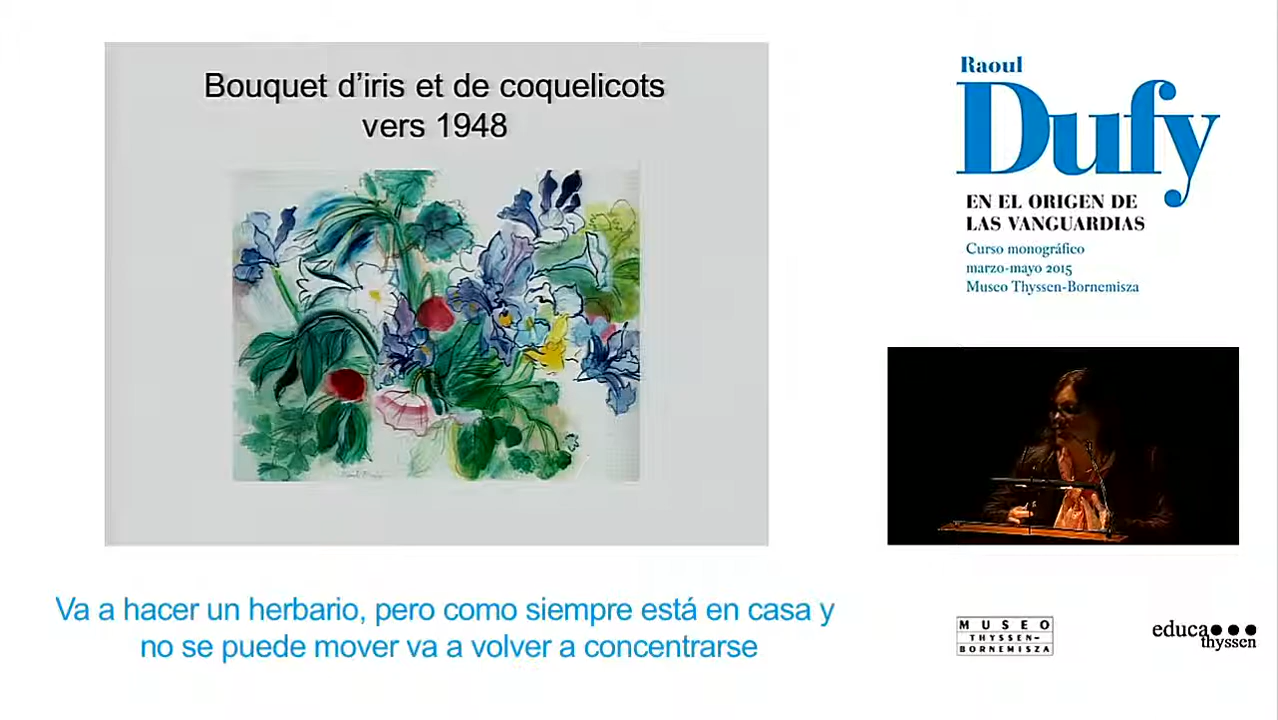 Bouquet d’iris et de coquelicots
vers 1948
Raoul
Dufy
EN EL ORIGEN DE
LAS VANGUARDIAS
Curso monográfico
marzo-mayo 2015
Museo Thyssen-Bornemisza
Va a hacer un herbario, pero como siempre está en casa y
no se puede mover va a volver a concentrarse
MUSEO
THYSSEN-
BORNEMISZA
educa
thyssen